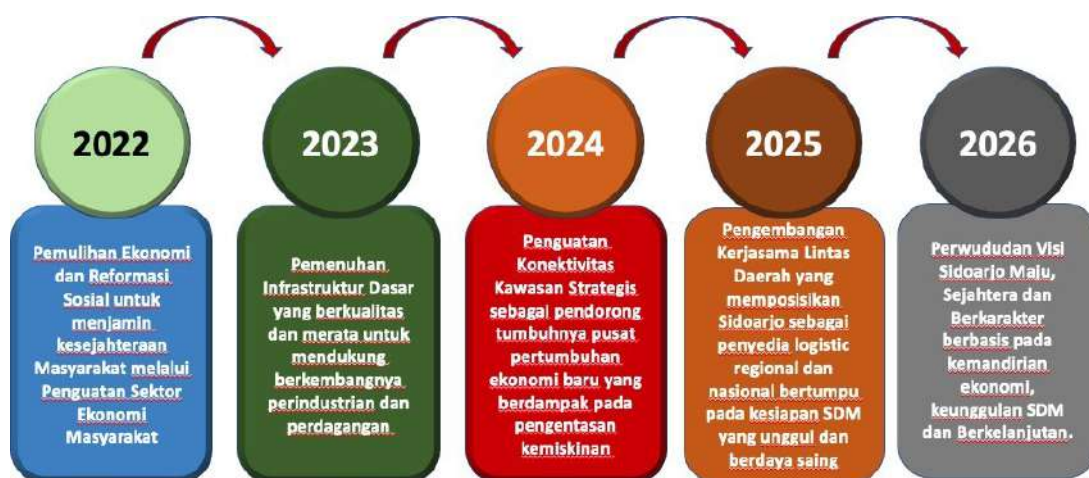 2022
Pemulihan Ekonomi
dan Reformasi
Sosial untuk
menjamin
kesejahteraan
Masyarakat melalui
Penguatan Sektor
Ekonomi
Masyarakat
2023
Pemenuhan
Infrastruktur Dasar
yang berkualitas
dan merata untuk
mendukung
berkembangnya
perindustrian dan
perdagangan
2024
Penguatan
Konektivitas
Kawasan Strategis
sebagai pendorong
tumbuhnya pusat
pertumbuhan
ekonomi baru yang
berdampak pada
pengentasan
kemiskinan
2025
Pengembangan
Kerjasama Lintas
Daerah yang
memposisikan
Sidoarjo sebagai
penyedia logistic
regional dan
nasional bertumpu
pada kesiapan SDM
yang unggul dan
berdaya saing
2026
Perwududan Visi
Sidoarjo Maju,
Sejahtera dan
Berkarakter
berbasis pada
kemandirian
ekonomi,
keunggulan SDM
dan Berkelanjutan.